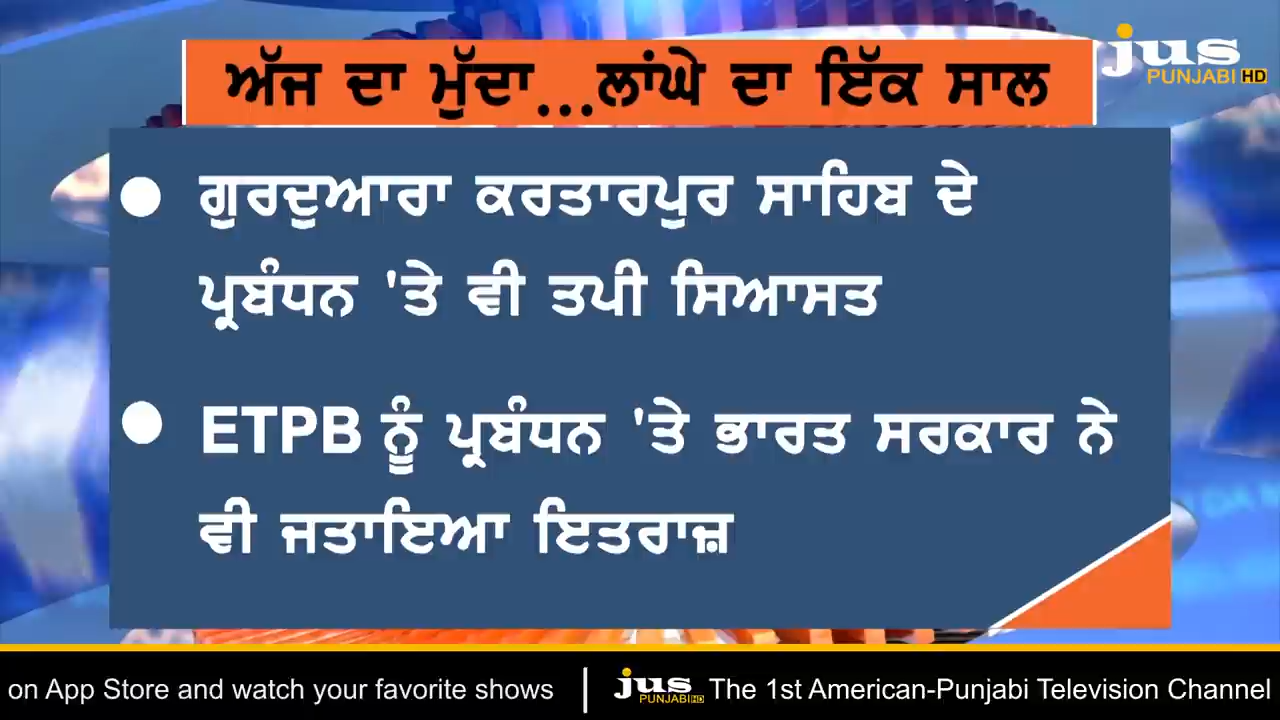 ਅੱਜ ਦਾ ਮੁੱਦਾ...ਲਾਂਘੇ ਦਾ ਇੱਕ ਸਾਲ
jus
PUNJABI HD
ਗੁਰਦੁਆਰਾ ਕਰਤਾਰਪੁਰ ਸਾਹਿਬ ਦੇ
ਪ੍ਰਬੰਧਨ 'ਤੇ ਵੀ ਤਪੀ ਸਿਆਸਤ
ETPB ਨੂੰ ਪ੍ਰਬੰਧਨ 'ਤੇ ਭਾਰਤ ਸਰਕਾਰ ਨੇ
ਵੀ ਜਤਾਇਆ ਇਤਰਾਜ਼
on App Store and watch your favorite shows | jus PUNJABI HD The 1st American-Punjabi Television Channel